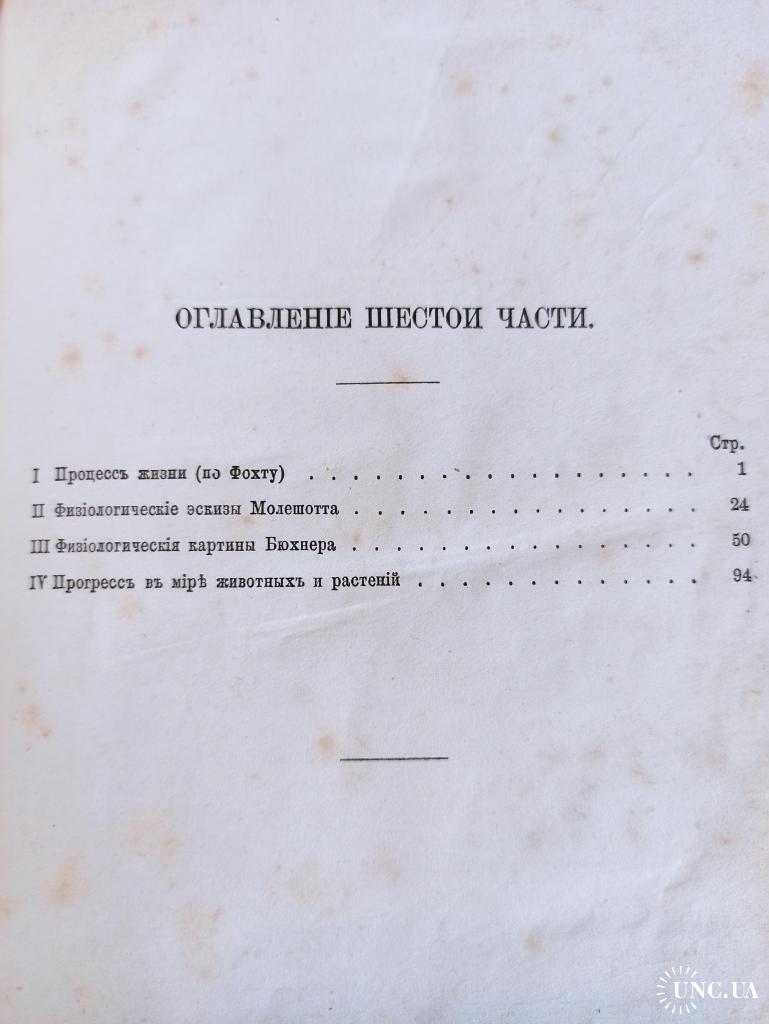 ОГЛАВЛЕНІЕ ШЕСТОИ ЧАСТИ.
Стр.
I Процессъ жизни (по Фохту) . . . . . . . . . . . . . . . . . . 1
II Физіологическіе эскизы Молешотта . . . . . . . . . . . . . . . . 24
III Физіологическія картины Бюхнера . . . . . . . . . . . . . . . . 50
IV Прогрессъ въ мірѣ животныхъ и растеній . . . . . . . . . . . . . 94
UNC.UA